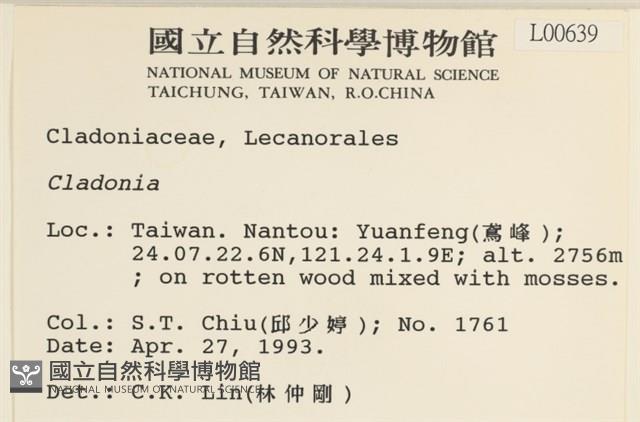 國立自然科學博物館
L00639
NATIONAL MUSEUM OF NATURAL SCIENCE
TAICHUNG, TAIWAN, R.O.CHINA
Cladoniaceae, Lecanorales
Cladonia
Loc.: Taiwan. Nantou: Yuanfeng(鳶峰);
24.07.22.6N,121.24.1.9E; alt. 2756m
; on rotten wood mixed with mosses.
Col.: S.T. Chiu(邱少婷); No. 1761
Date: Apr. 27, 1993.
國立自然科學博物館
NATIONAL MUSEUM OF NATURAL SCIENCE
Det.: C.K. Lin(林仲剛)